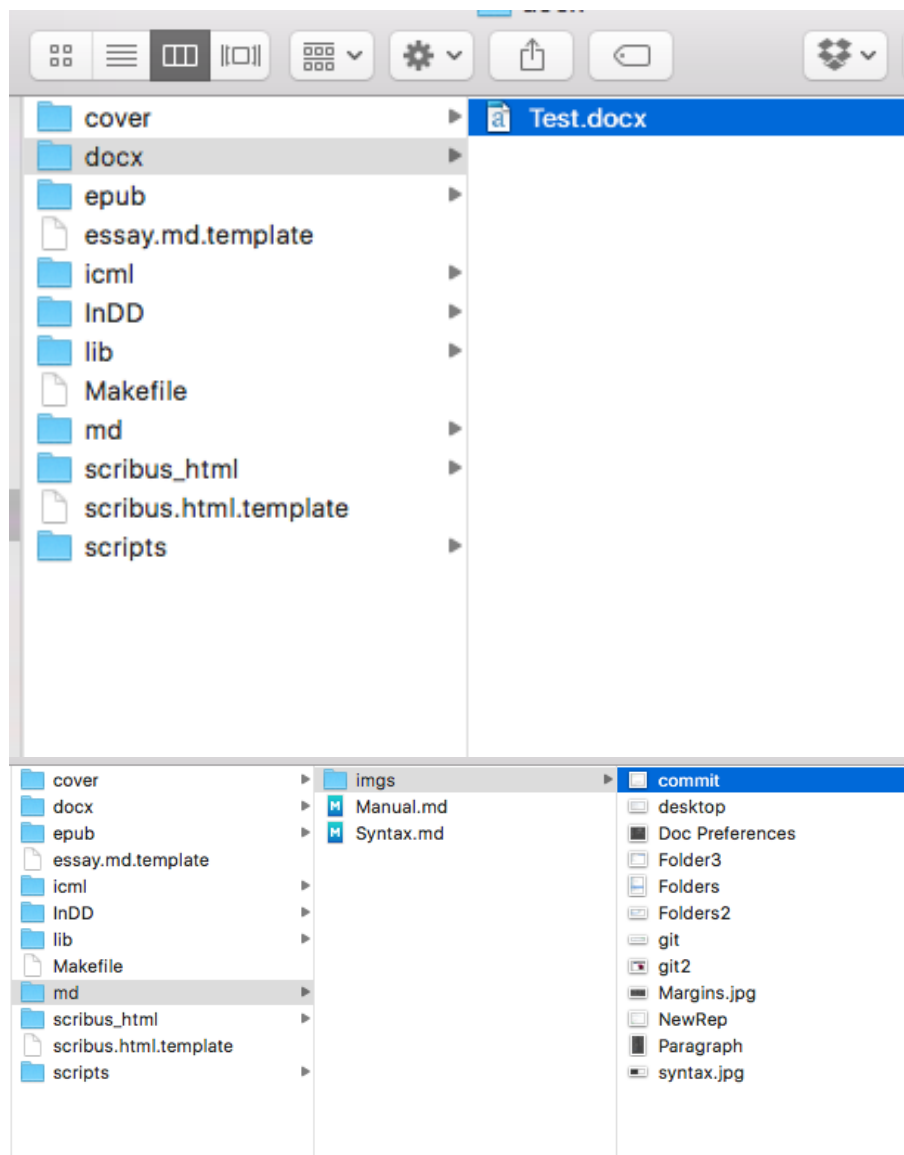 cover
docx
epub
essay.md.template
icml
InDD
lib
Makefile
md
scribus_html
scribus.html.template
scripts
Test.docx
cover
docx
epub
essay.md.template
icml
InDD
lib
Makefile
md
scribus_html
scribus.html.template
scripts
imgs
Manual.md
Syntax.md
commit
desktop
Doc Preferences
Folder3
Folders
Folders2
git
git2
Margins.jpg
NewRep
Paragraph
syntax.jpg